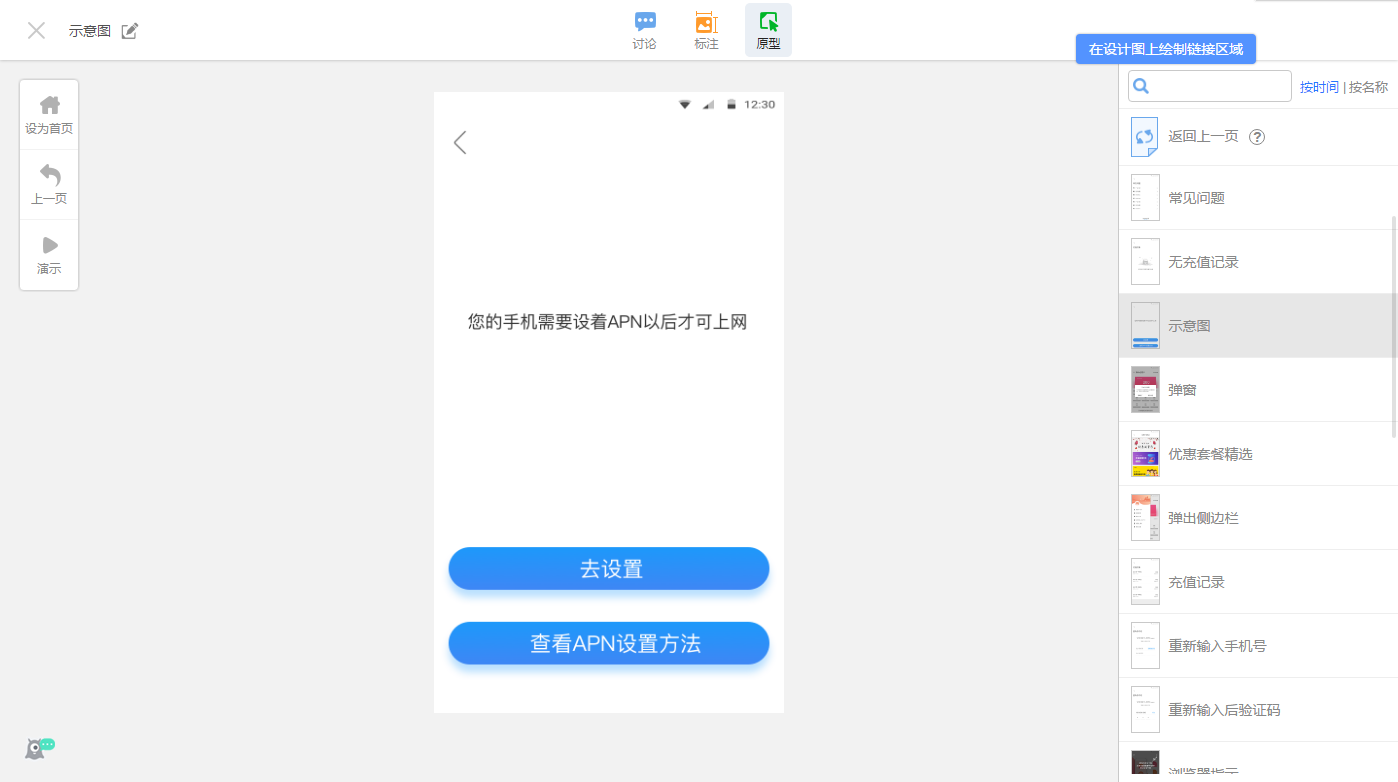 示意图
讨论
标注
原型
在设计图上绘制链接区域
设为首页
上一页
演示
12:30
您的手机需要设着APN以后才可上网
去设置
查看APN设置方法
按时间 | 按名称
返回上一页 ?
常见问题
无充值记录
示意图
弹窗
优惠套餐精选
弹出侧边栏
充值记录
重新输入手机号
重新输入后验证码
浏览器指示